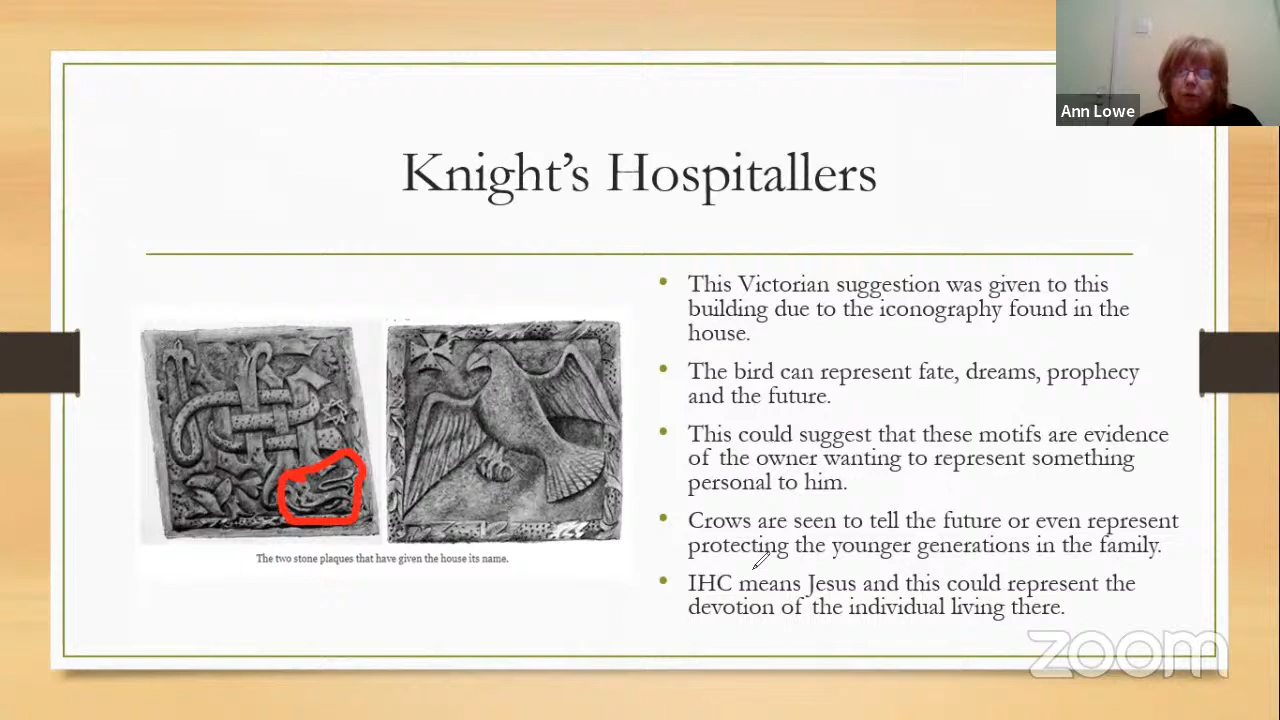 Ann Lowe
Knight's Hospitallers
• This Victorian suggestion was given to this
building due to the iconography found in the
house.
• The bird can represent fate, dreams, prophecy
and the future.
• This could suggest that these motifs are evidence
of the owner wanting to represent something
personal to him.
• Crows are seen to tell the future or even represent
protecting the younger generations in the family.
• IHC means Jesus and this could represent the
devotion of the individual living there.
The two stone plaques that have given the house its name.
zoom